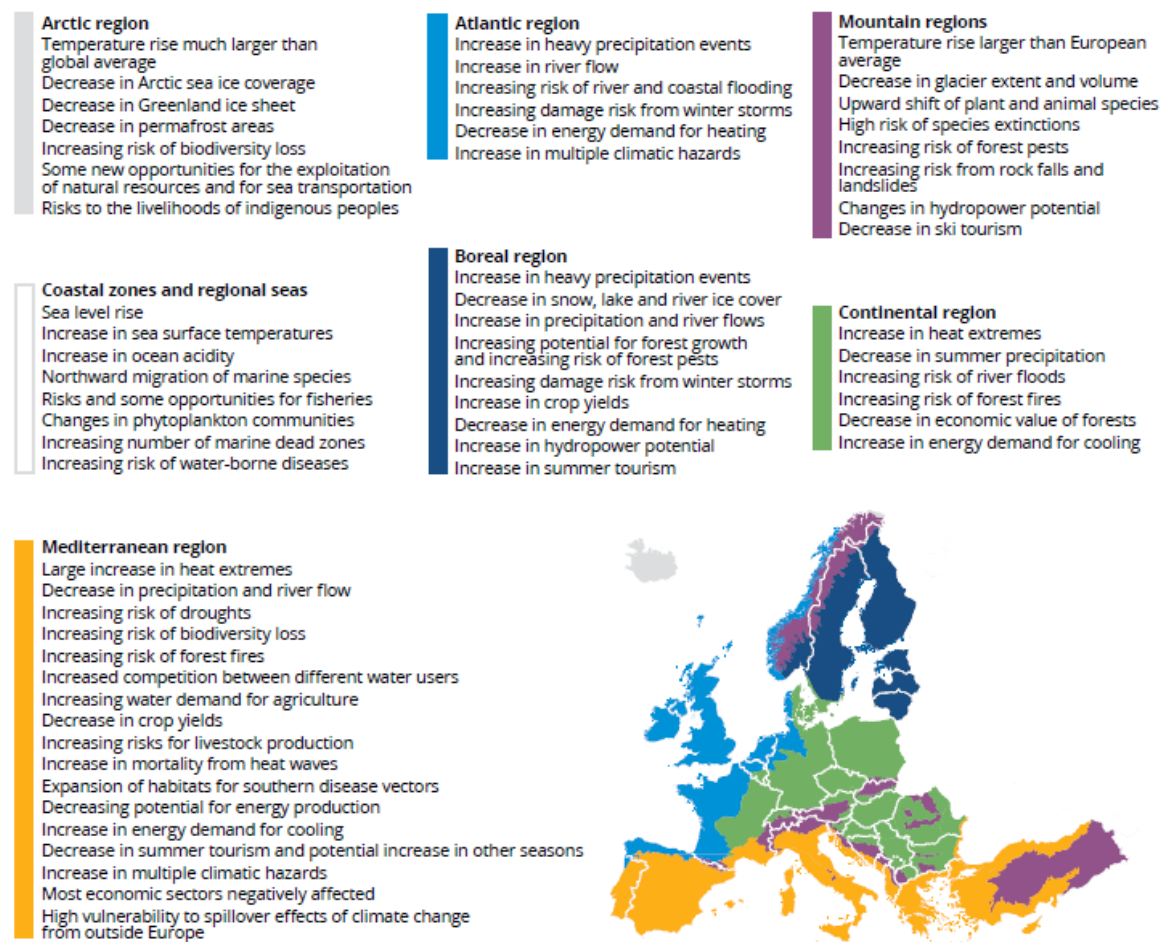 Arctic region
Temperature rise much larger than
global average
Decrease in Arctic sea ice coverage
Decrease in Greenland ice sheet
Decrease in permafrost areas
Increasing risk of biodiversity loss
Some new opportunities for the exploitation
of natural resources and for sea transportation
Risks to the livelihoods of indigenous peoples
Atlantic region
Increase in heavy precipitation events
Increase in river flow
Increasing risk of river and coastal flooding
Increasing damage risk from winter storms
Decrease in energy demand for heating
Increase in multiple climatic hazards
Mountain regions
Temperature rise larger than European
average
Decrease in glacier extent and volume
Upward shift of plant and animal species
High risk of species extinctions
Increasing risk of forest pests
Increasing risk from rock falls and
landslides
Changes in hydropower potential
Decrease in ski tourism
Coastal zones and regional seas
Sea level rise
Increase in sea surface temperatures
Increase in ocean acidity
Northward migration of marine species
Risks and some opportunities for fisheries
Changes in phytoplankton communities
Increasing number of marine dead zones
Increasing risk of water-borne diseases
Boreal region
Increase in heavy precipitation events
Decrease in snow, lake and river ice cover
Increase in precipitation and river flows
Increasing potential for forest growth
and increasing risk of forest pests
Increasing damage risk from winter storms
Increase in crop yields
Decrease in energy demand for heating
Increase in hydropower potential
Increase in summer tourism
Continental region
Increase in heat extremes
Decrease in summer precipitation
Increasing risk of river floods
Increasing risk of forest fires
Decrease in economic value of forests
Increase in energy demand for cooling
Mediterranean region
Large increase in heat extremes
Decrease in precipitation and river flow
Increasing risk of droughts
Increasing risk of biodiversity loss
Increasing risk of forest fires
Increased competition between different water users
Increasing water demand for agriculture
Decrease in crop yields
Increasing risks for livestock production
Increase in mortality from heat waves
Expansion of habitats for southern disease vectors
Decreasing potential for energy production
Increase in energy demand for cooling
Decrease in summer tourism and potential increase in other seasons
Increase in multiple climatic hazards
Most economic sectors negatively affected
High vulnerability to spillover effects of climate change
from outside Europe